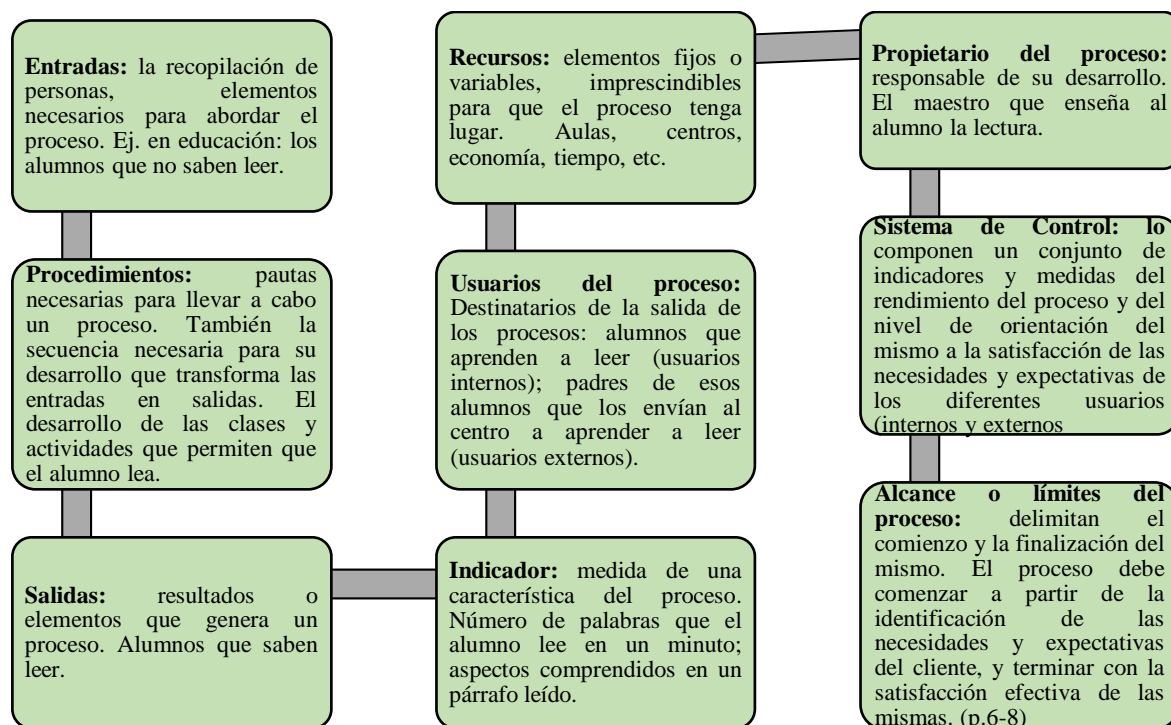 Entradas: la recopilación de
personas, elementos
necesarios para abordar el
proceso. Ej. en educación: los
alumnos que no saben leer.
Procedimientos: pautas
necesarias para llevar a cabo
un proceso. También la
secuencia necesaria para su
desarrollo que transforma las
entradas en salidas. El
desarrollo de las clases y
actividades que permiten que
el alumno lea.
Salidas: resultados o
elementos que genera un
proceso. Alumnos que saben
leer.
Indicador: medida de una
característica del proceso.
Número de palabras que el
alumno lee en un minuto;
aspectos comprendidos en un
párrafo leído.
Usuarios del proceso:
Destinatarios de la salida de
los procesos: alumnos que
aprenden a leer (usuarios
internos); padres de esos
alumnos que los envían al
centro a aprender a leer
(usuarios externos).
Recursos: elementos fijos o
variables, imprescindibles
para que el proceso tenga
lugar. Aulas, centros,
economía, tiempo, etc.
Propietario del proceso:
responsable de su desarrollo.
El maestro que enseña al
alumno la lectura.
Sistema de Control: lo
componen un conjunto de
indicadores y medidas del
rendimiento del proceso y del
nivel de orientación del
mismo a la satisfacción de las
necesidades y expectativas de
los diferentes usuarios
(internos y externos
Alcance o límites del
proceso: delimitan el
comienzo y la finalización del
mismo. El proceso debe
comenzar a partir de la
identificación de las
necesidades y expectativas
del cliente, y terminar con la
satisfacción efectiva de las
mismas. (p.6-8)